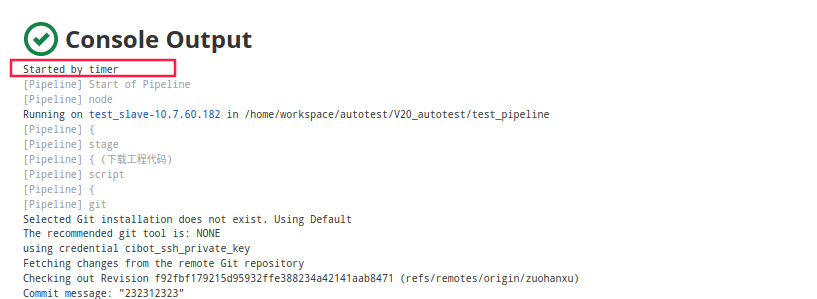 Console Output
Started by timer
[Pipeline] Start of Pipeline
[Pipeline] node
Running on test_slave-10.7.60.182 in /home/workspace/autotest/V20_autotest/test_pipeline
[Pipeline] {
[Pipeline] stage
[Pipeline] { (下载工程代码)
[Pipeline] script
[Pipeline] {
[Pipeline] git
Selected Git installation does not exist. Using Default
The recommended git tool is: NONE
using credential cibot_ssh_private_key
Fetching changes from the remote Git repository
Checking out Revision f92fbf179215d95932ffe388234a42141aab8471 (refs/remotes/origin/zuohanxu)
Commit message: "232312323"